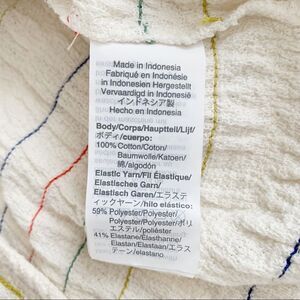 Made in Indonesia
Fabriqué en Indonésie
in Indonesien Hergestellt
Vervaardigd in Indonesië
インドネシア製
Hecho en Indonesia
Body/Corps/Hauptteil/Lijf/
ボディ/cuerpo:
100% Cotton/Coton/
Baumwolle/Katoen/
綿/algodón
Elastic Yarn/Fil Élastique/
Elastisches Garn/
Elastisch Garen/エラステ
ィックヤーン/hilo elástico:
59% Polyester/Polyester/
Polyester/Polyester/ポリ
エステル/poliéster
41% Elastane/Élasthanne/
Elastan/Elastaan/エラス
テーン/elastano